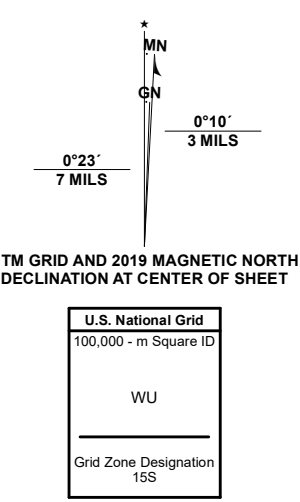 ★
MN
GN
0°10´
3 MILS
0°23´
7 MILS
TM GRID AND 2019 MAGNETIC NORTH
DECLINATION AT CENTER OF SHEET
U.S. National Grid
100,000 - m Square ID
WU
Grid Zone Designation
15S